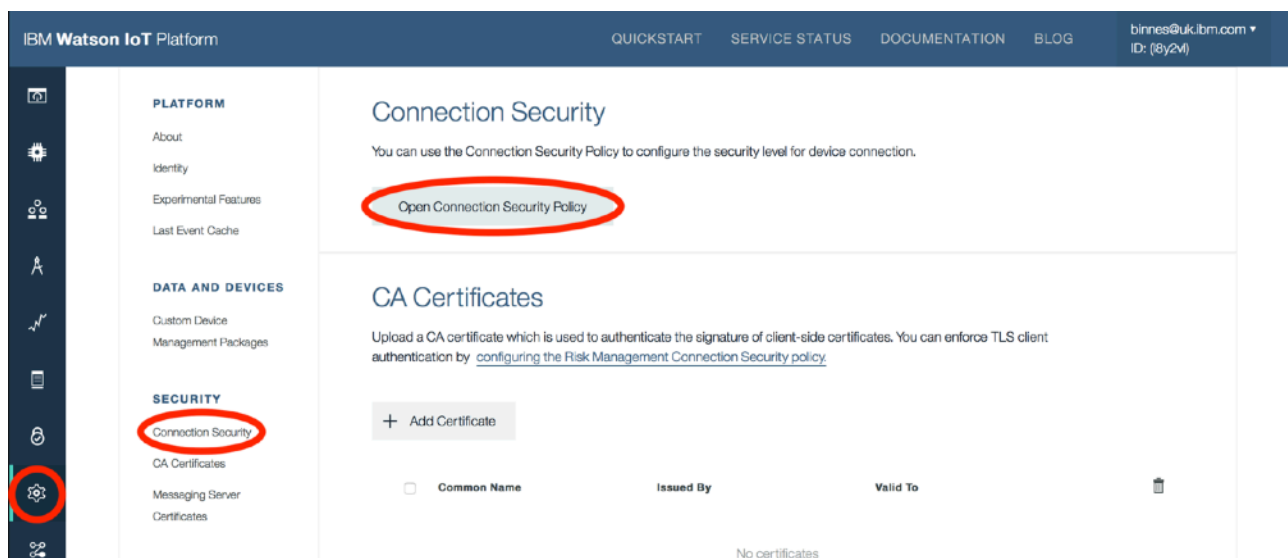 IBM Watson IoT Platform
QUICKSTART
SERVICE STATUS
DOCUMENTATION
BLOG
binnes@uk.ibm.com
ID: (i8y2vl)
PLATFORM
About
Identity
Experimental Features
Last Event Cache
DATA AND DEVICES
Custom Device
Management Packages
SECURITY
Connection Security
CA Certificates
Messaging Server
Certificates
Connection Security
You can use the Connection Security Policy to configure the security level for device connection.
Open Connection Security Policy
CA Certificates
Upload a CA certificate which is used to authenticate the signature of client-side certificates. You can enforce TLS client
authentication by configuring the Risk Management Connection Security policy.
+ Add Certificate
Common Name
Issued By
Valid To
No certificates